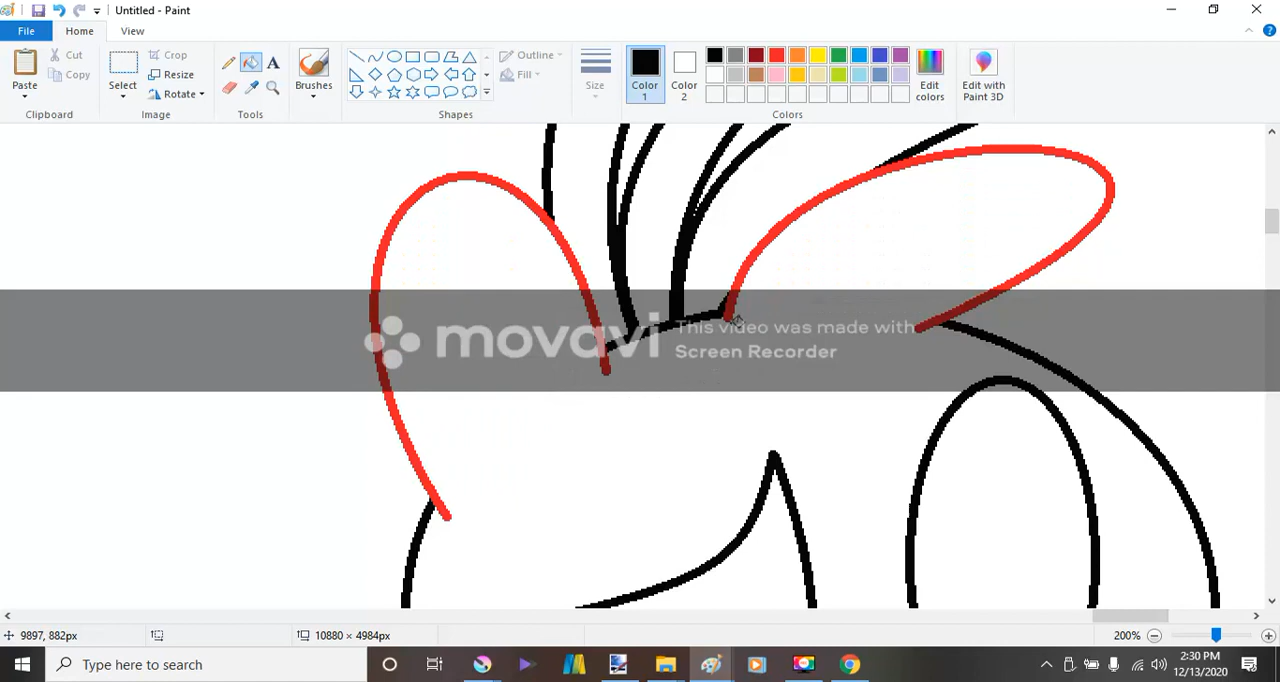 Untitled - Paint
File
Home
View
Paste
Cut
Copy
Clipboard
Select
Crop
Resize
Rotate
Image
A
Tools
Brushes
Outline
Fill
Shapes
Size
Color
1
Color
2
Edit
colors
Colors
Edit with
Paint 3D
movavi
This video was made with
Screen Recorder
9897, 882px
10880 × 4984px
200%
Type here to search
2:30 PM
12/13/2020